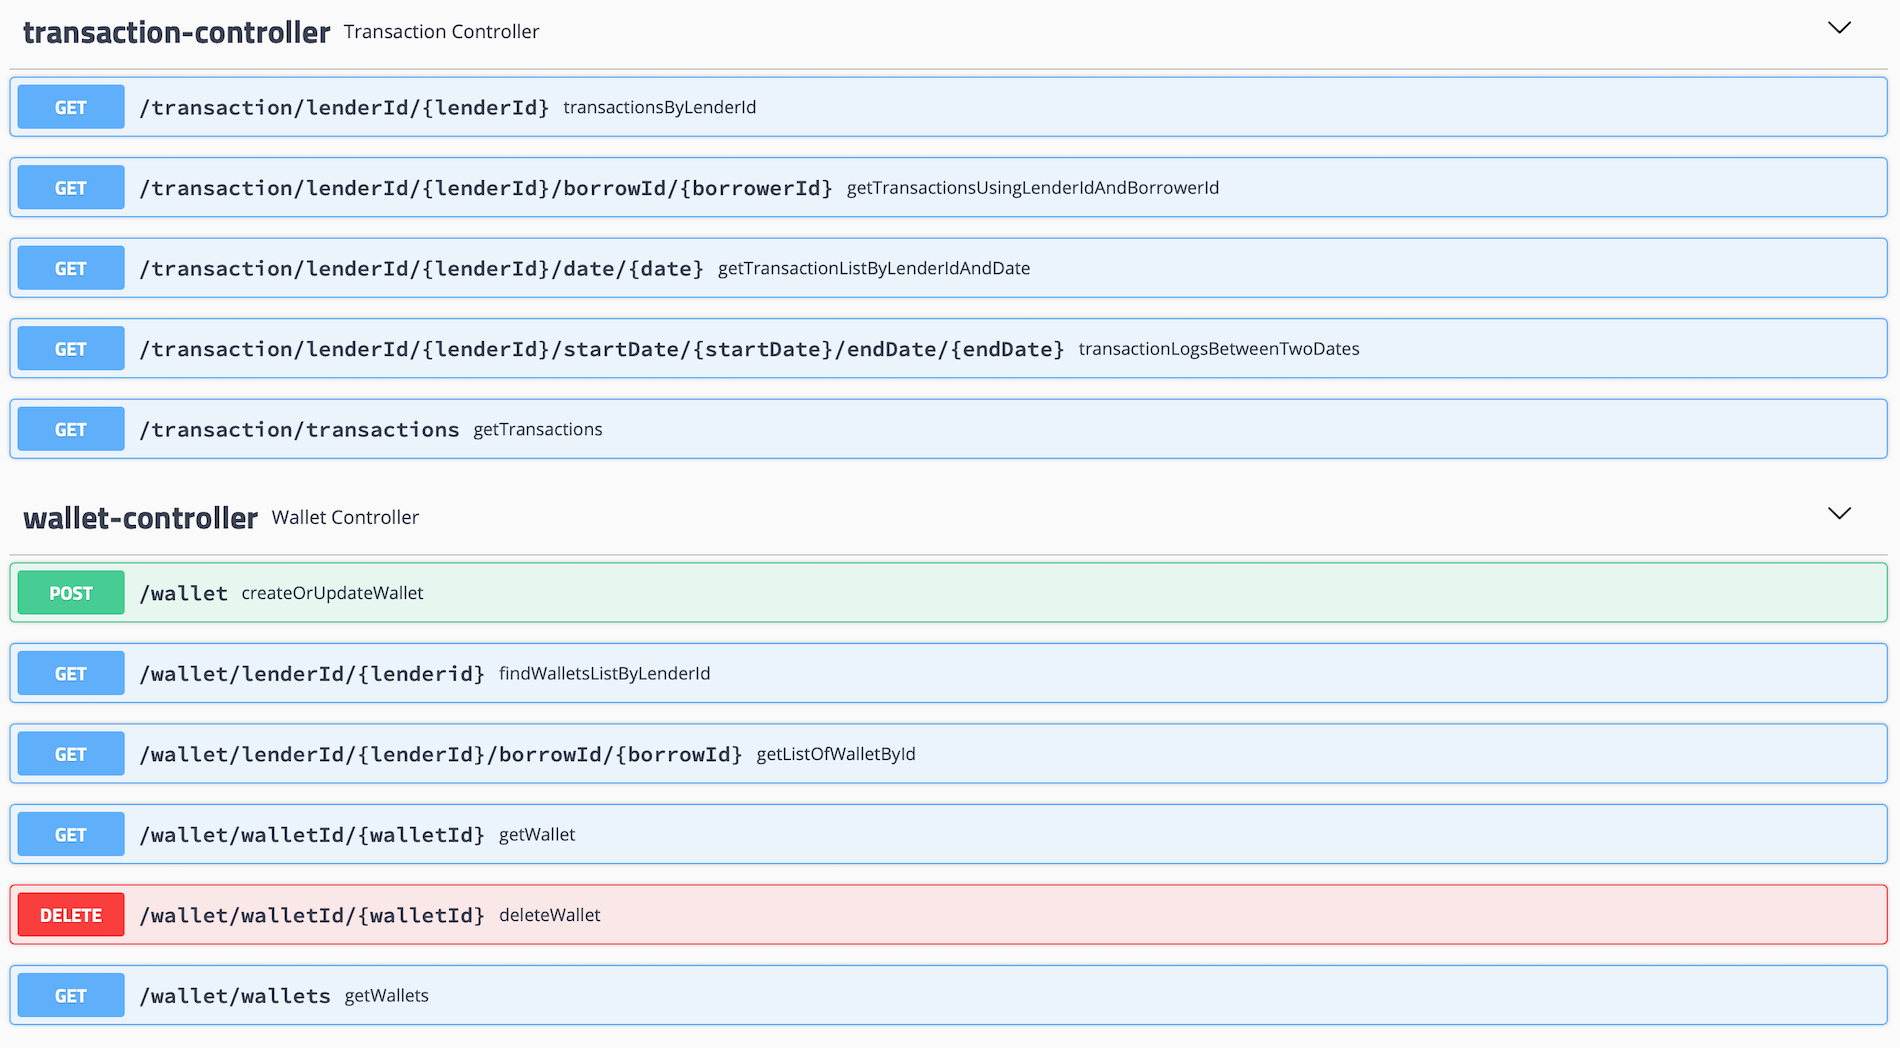 transaction-controller Transaction Controller
GET /transaction/lenderId/{lenderId} transactionsByLenderId
GET /transaction/lenderId/{lenderId}/borrowId/{borrowerId} getTransactionsUsingLenderIdAndBorrowerId
GET /transaction/lenderId/{lenderId}/date/{date} getTransactionListByLenderIdAndDate
GET /transaction/lenderId/{lenderId}/startDate/{startDate}/endDate/{endDate} transactionLogsBetweenTwoDates
GET /transaction/transactions getTransactions
wallet-controller Wallet Controller
POST /wallet createOrUpdateWallet
GET /wallet/lenderId/{lenderid} findWalletsListByLenderId
GET /wallet/lenderId/{lenderId}/borrowId/{borrowId} getListOfWalletById
GET /wallet/walletId/{walletId} getWallet
DELETE /wallet/walletId/{walletId} deleteWallet
GET /wallet/wallets getWallets